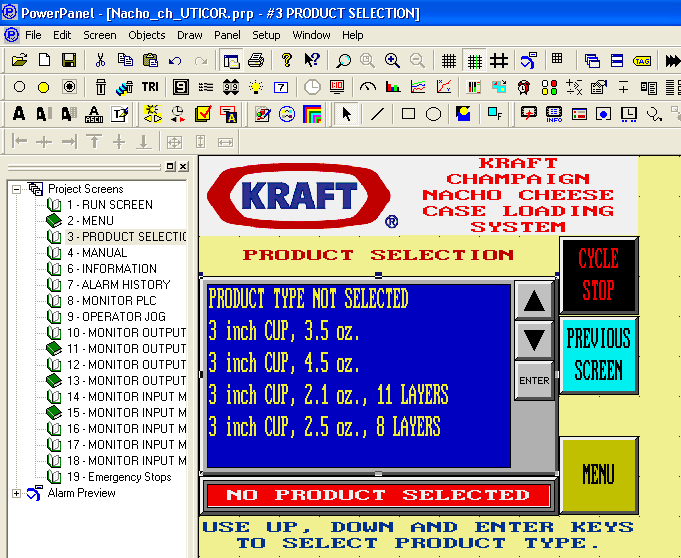 PowerPanel - [Nacho_ch_UTICOR.prp - #3 PRODUCT SELECTION]
File Edit Screen Objects Draw Panel Setup Window Help
TAG
TRI
7
A A A A ASCII
INFO
F
Project Screens
1 - RUN SCREEN
2 - MENU
3 - PRODUCT SELECTIO
4 - MANUAL
6 - INFORMATION
7 - ALARM HISTORY
8 - MONITOR PLC
9 - OPERATOR JOG
10 - MONITOR OUTPUT
11 - MONITOR OUTPUT
12 - MONITOR OUTPUT
13 - MONITOR OUTPUT
14 - MONITOR INPUT M
15 - MONITOR INPUT M
16 - MONITOR INPUT M
17 - MONITOR INPUT M
18 - MONITOR INPUT M
19 - Emergency Stops
Alarm Preview
KRAFT ®
KRAFT
CHAMPAIGN
NACHO CHEESE
CASE LOADING
SYSTEM
PRODUCT SELECTION
PRODUCT TYPE NOT SELECTED
3 inch CUP, 3.5 oz.
3 inch CUP, 4.5 oz.
3 inch CUP, 2.1 oz., 11 LAYERS
3 inch CUP, 2.5 oz., 8 LAYERS
ENTER
CYCLE
STOP
PREVIOUS
SCREEN
MENU
NO PRODUCT SELECTED
USE UP, DOWN AND ENTER KEYS
TO SELECT PRODUCT TYPE.